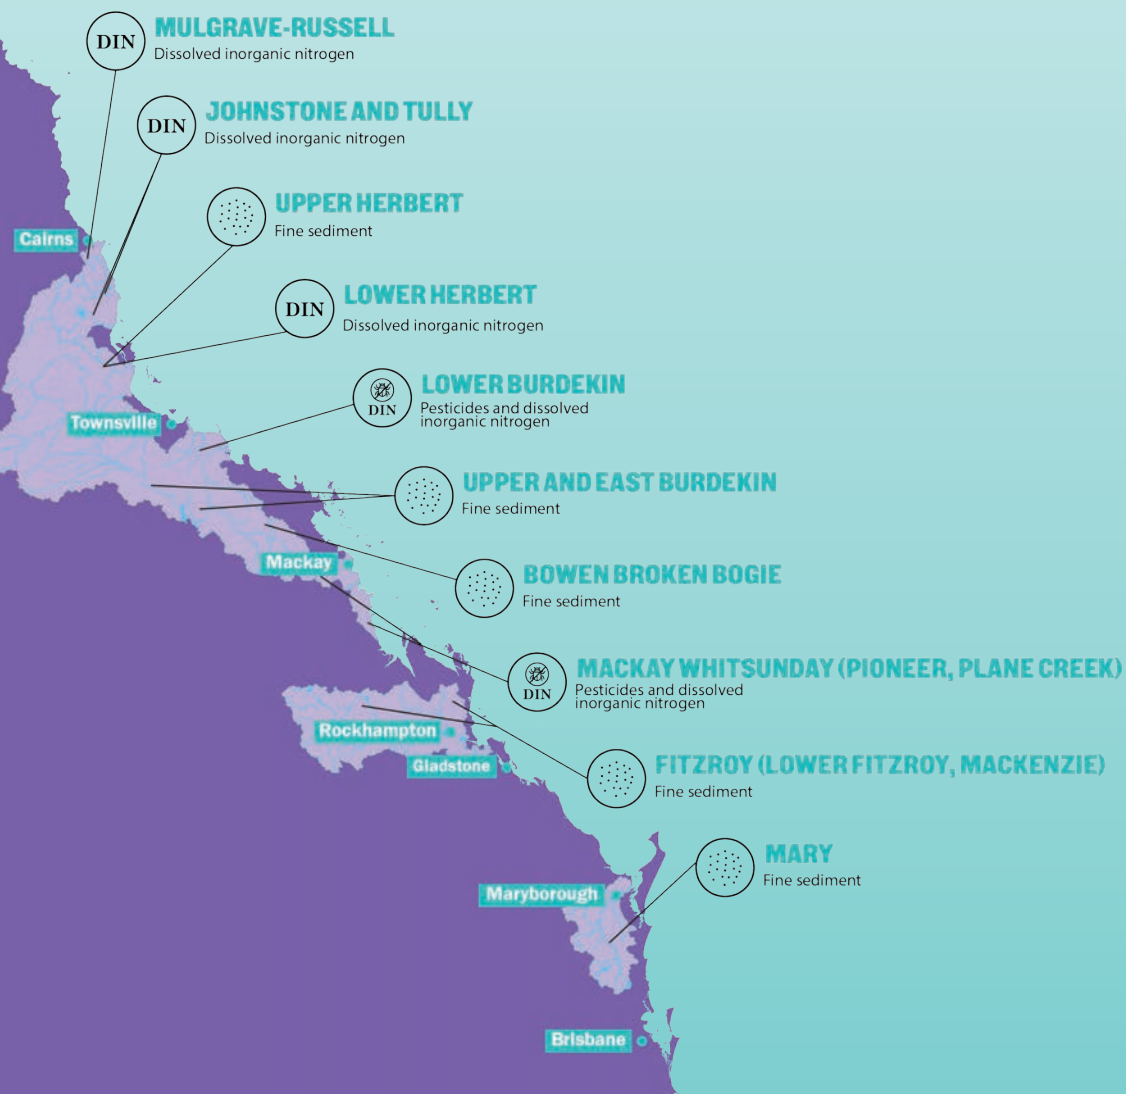 DIN
MULGRAVE-RUSSELL
Dissolved inorganic nitrogen
DIN
JOHNSTONE AND TULLY
Dissolved inorganic nitrogen
UPPER HERBERT
Fine sediment
Cairns
DIN
LOWER HERBERT
Dissolved inorganic nitrogen
DIN
LOWER BURDEKIN
Pesticides and dissolved
inorganic nitrogen
Townsville
UPPER AND EAST BURDEKIN
Fine sediment
Mackay
BOWEN BROKEN BOGIE
Fine sediment
DIN
MACKAY WHITSUNDAY (PIONEER, PLANE CREEK)
Pesticides and dissolved
inorganic nitrogen
Rockhampton
Gladstone
FITZROY (LOWER FITZROY, MACKENZIE)
Fine sediment
MARY
Fine sediment
Maryborough
Brisbane